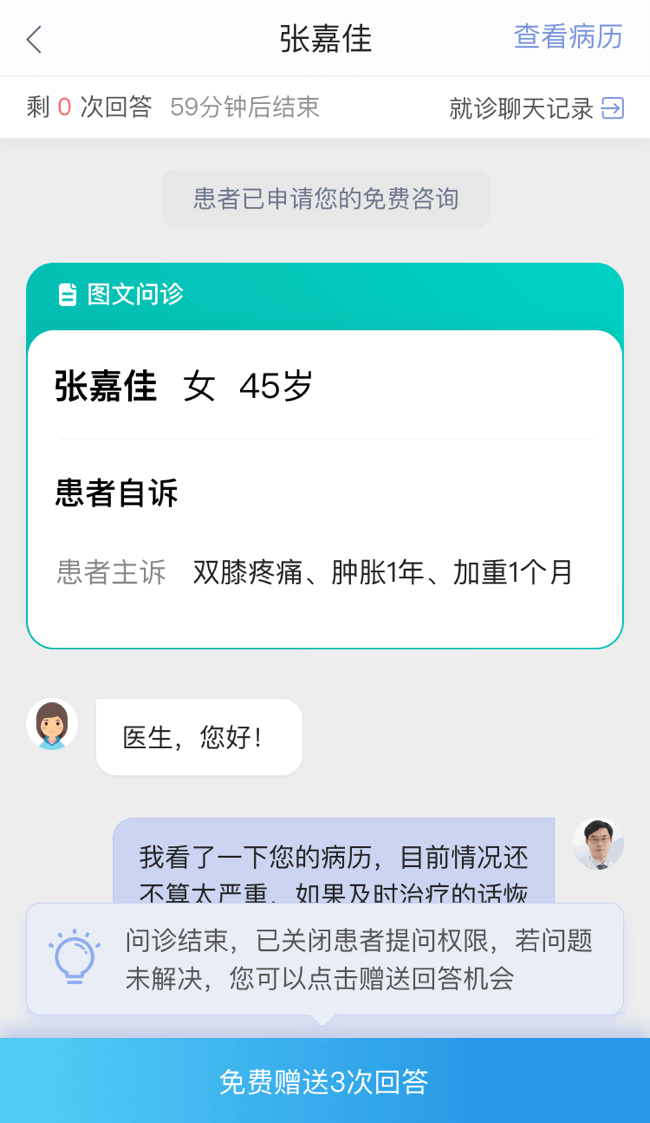 张嘉佳
查看病历
剩 0 次回答 59分钟后结束
就诊聊天记录
患者已申请您的免费咨询
图文问诊
张嘉佳 女 45岁
患者自诉
患者主诉 双膝疼痛、肿胀1年、加重1个月
医生，您好！
我看了一下您的病历，目前情况还
不算太严重，如果及时治疗的话恢
问诊结束，已关闭患者提问权限，若问题
未解决，您可以点击赠送回答机会
免费赠送3次回答